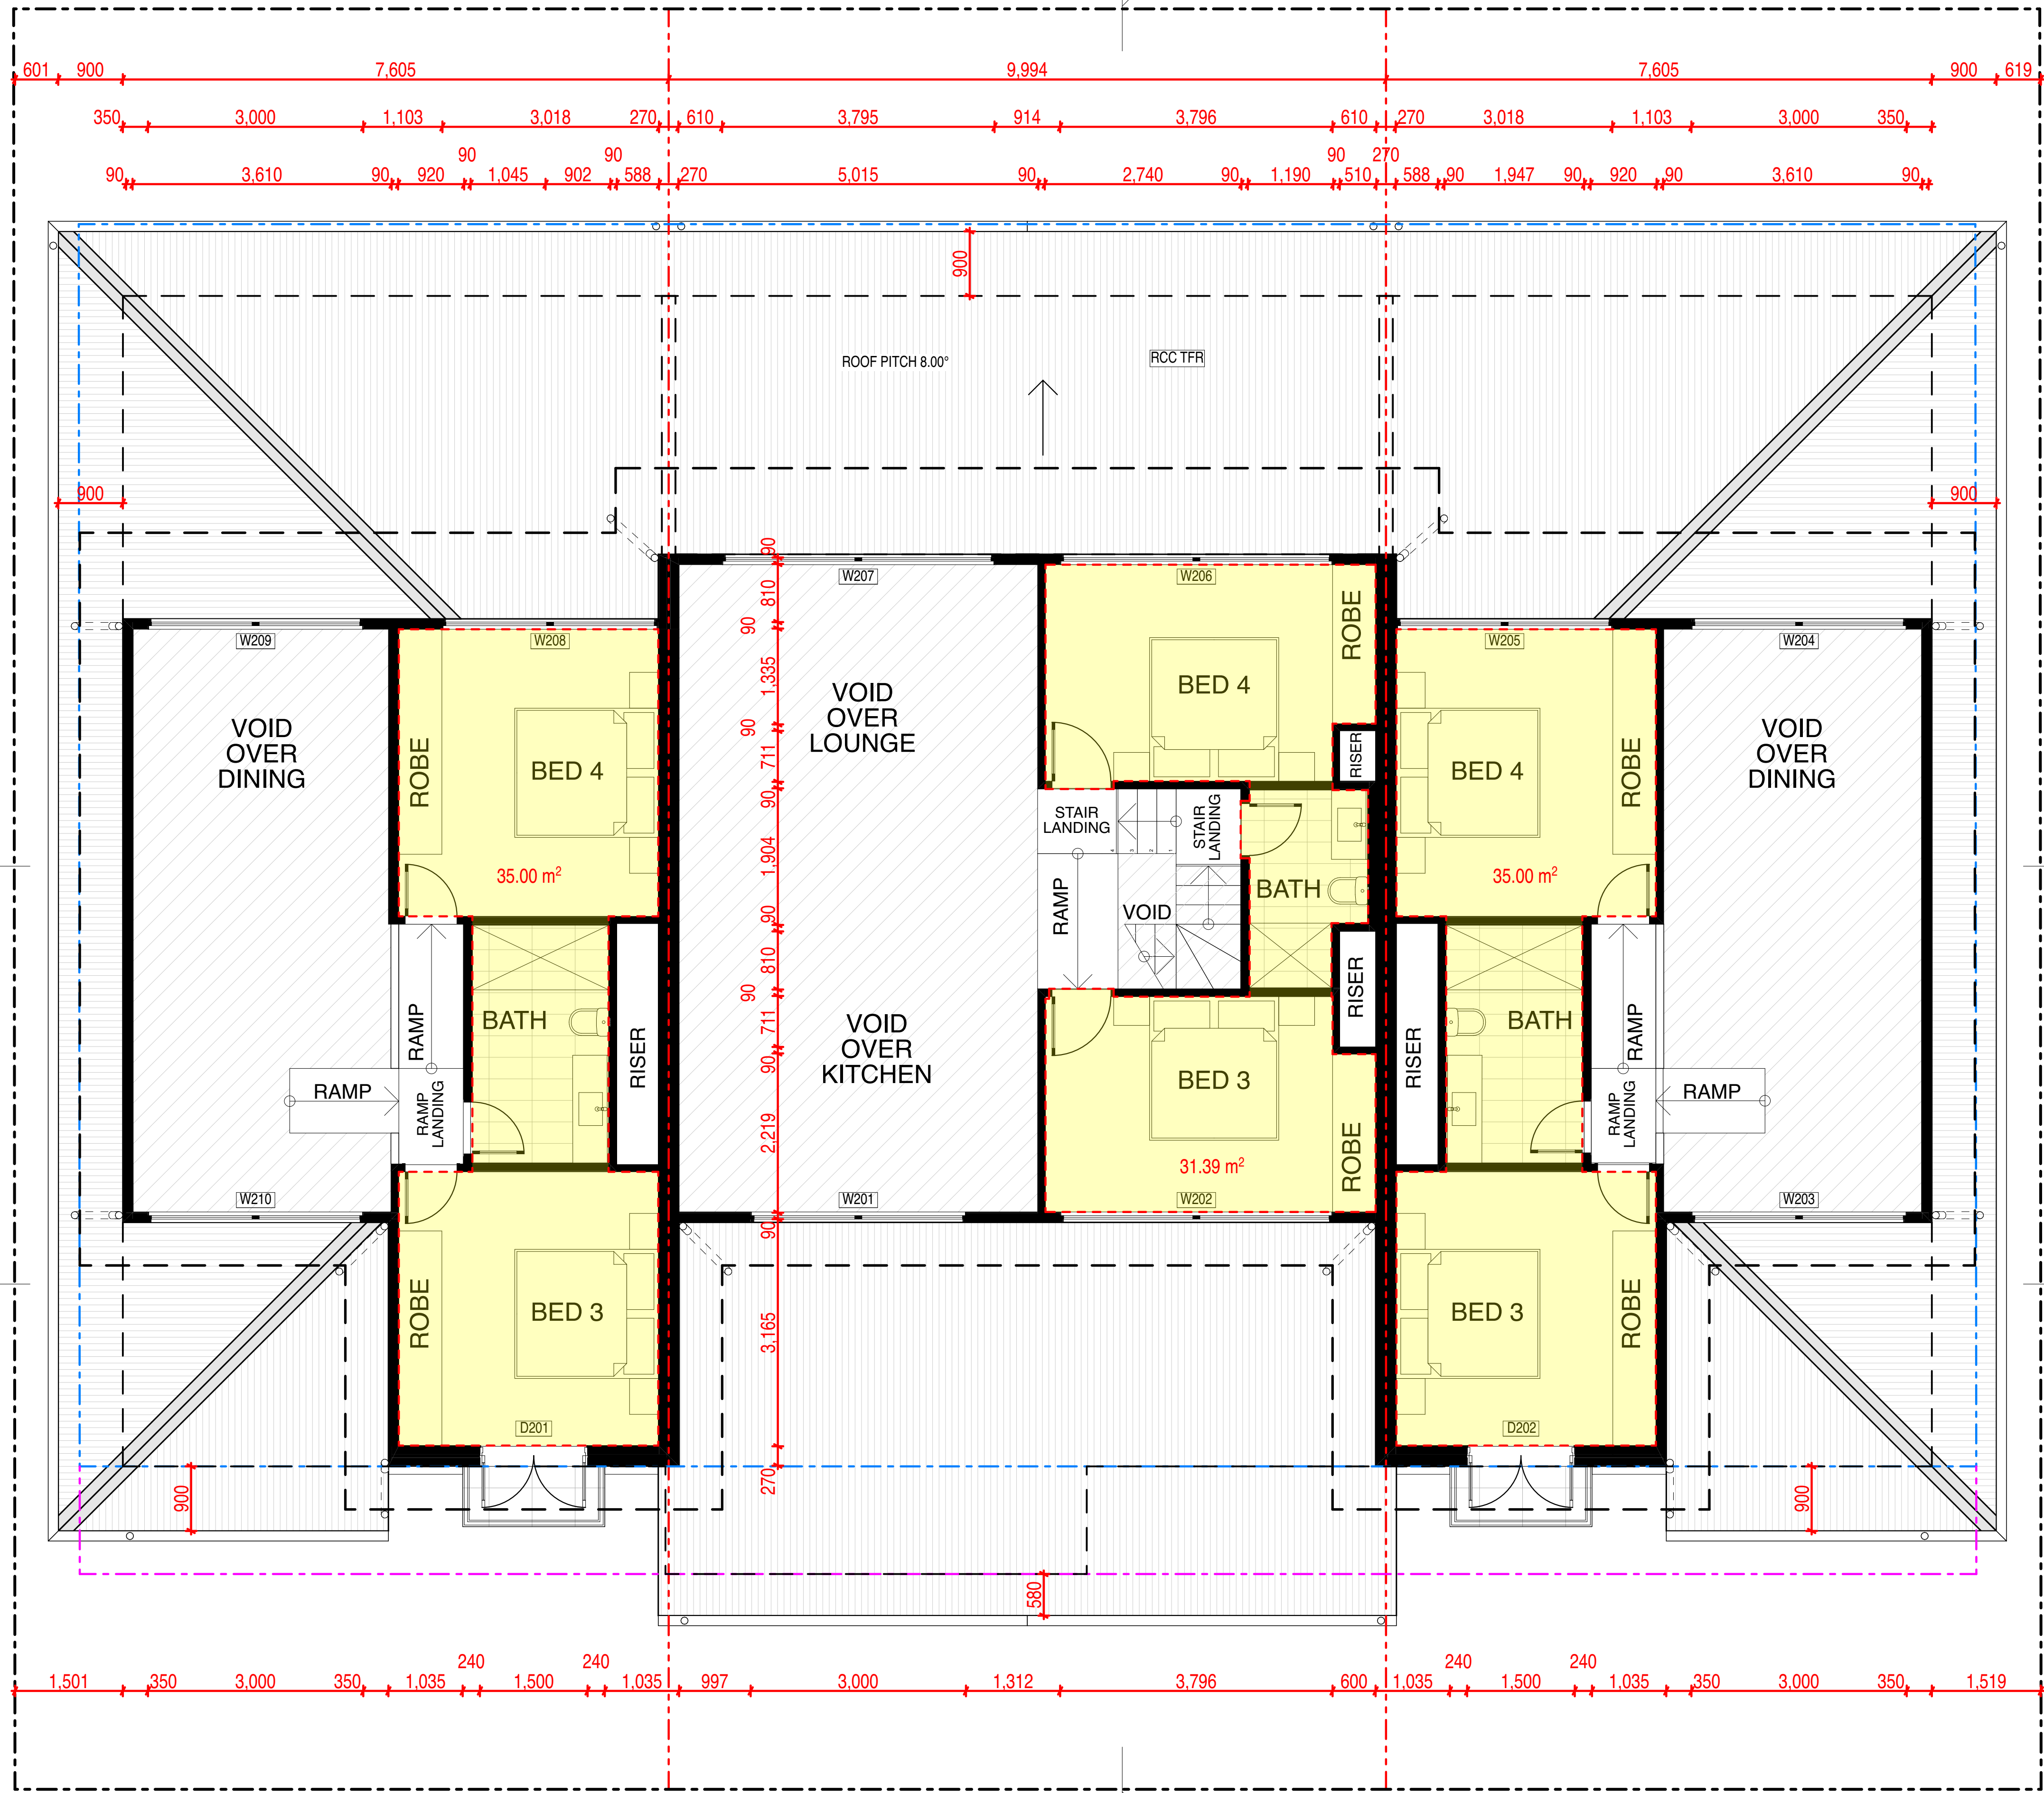 601 900 7,605 9,994 7,605 900 619
350 3,000 1,103 3,018 270 610 3,795 914 3,796 610 270 3,018 1,103 3,000 350
90 90 90 270
90 3,610 90 920 1,045 902 588 270 5,015 90 2,740 90 1,190 510 588 90 1,947 90 920 90 3,610 90
900
ROOF PITCH 8.00°
RCC TFR
900
900
90
810
90
1,335
90
711
90
1,904
90
810
90
711
90
2,219
90
3,165
270
W209
W208
W207
W206
W205
W204
VOID
OVER
DINING
ROBE
BED 4
35.00 m²
VOID
OVER
LOUNGE
BED 4
ROBE
RISER
BED 4
ROBE
35.00 m²
VOID
OVER
DINING
STAIR
LANDING
4 3 2 1
STAIR
LANDING
RAMP
VOID
BATH
RISER
RAMP
BATH
RISER
RAMP
RAMP
LANDING
VOID
OVER
KITCHEN
BED 3
31.39 m²
ROBE
RISER
BATH
RAMP
RAMP
LANDING
RAMP
W210
W201
W202
W203
ROBE
BED 3
D201
BED 3
ROBE
D202
900
900
580
240 240 240 240
1,501 350 3,000 350 1,035 1,500 1,035 997 3,000 1,312 3,796 600 1,035 1,500 1,035 350 3,000 350 1,519